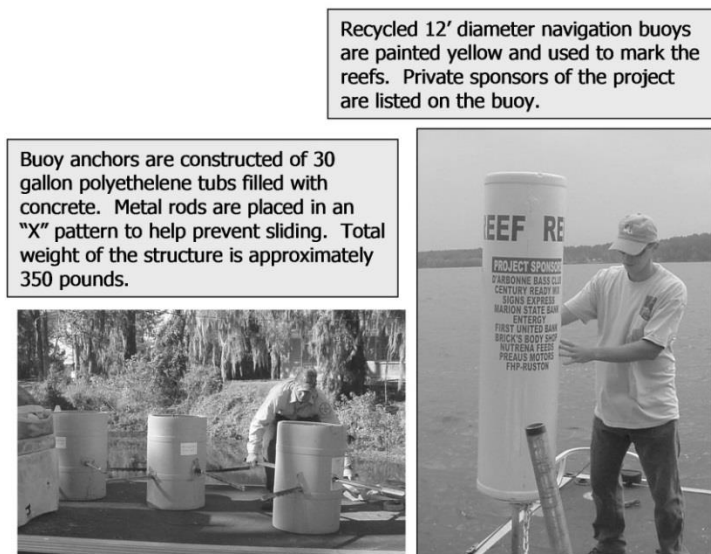 Recycled 12' diameter navigation buoys
are painted yellow and used to mark the
reefs. Private sponsors of the project
are listed on the buoy.
Buoy anchors are constructed of 30
gallon polyethelene tubs filled with
concrete. Metal rods are placed in an
"X" pattern to help prevent sliding. Total
weight of the structure is approximately
350 pounds.
EEF RE
PROJECT SPONSORS
D'ARBONNE BASS CLUB
CENTURY READY MIX
SIGNS EXPRESS
MARION STATE BANK
ENTERGY
FIRST UNITED BANK
BRICK'S BODY SHOP
NUTRENA FEEDS
PREAUS MOTORS
FHP-RUSTON